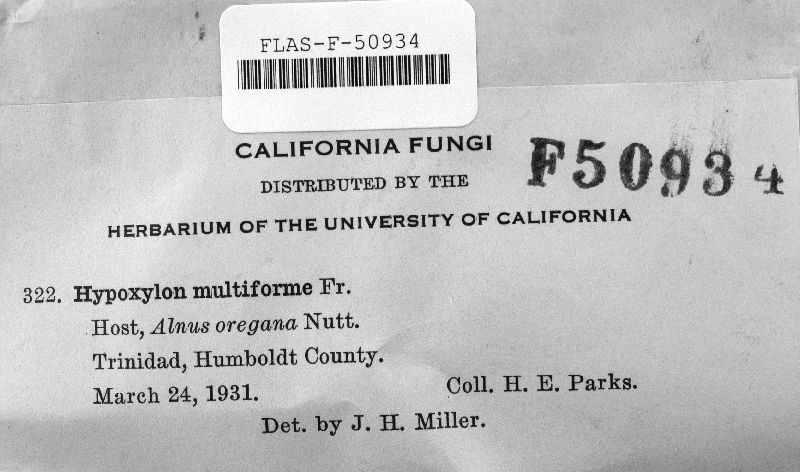 FLAS-F-50934
CALIFORNIA FUNGI
F50934
DISTRIBUTED BY THE
HERBARIUM OF THE UNIVERSITY OF CALIFORNIA
322. Hypoxylon multiforme Fr.
Host, Alnus oregana Nutt.
Trinidad, Humboldt County.
March 24, 1931.
Coll. H. E. Parks.
Det. by J. H. Miller.